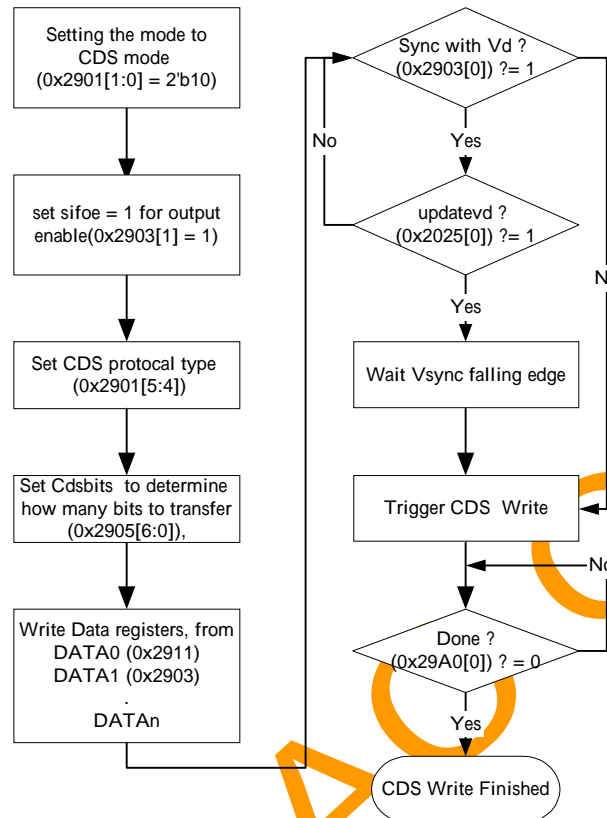 Setting the mode to
CDS mode
(0x2901[1:0] = 2'b10)
set sifoe = 1 for output
enable(0x2903[1] = 1)
Set CDS protocal type
(0x2901[5:4])
Set Cdsbits to determine
how many bits to transfer
(0x2905[6:0]),
Write Data registers, from
DATA0 (0x2911)
DATA1 (0x2903)
.
DATAn
Sync with Vd ?
(0x2903[0]) ?= 1
No
Yes
updatevd ?
(0x2025[0]) ?= 1
Yes
Wait Vsync falling edge
Trigger CDS Write
Done ?
(0x29A0[0]) ? = 0
Yes
CDS Write Finished